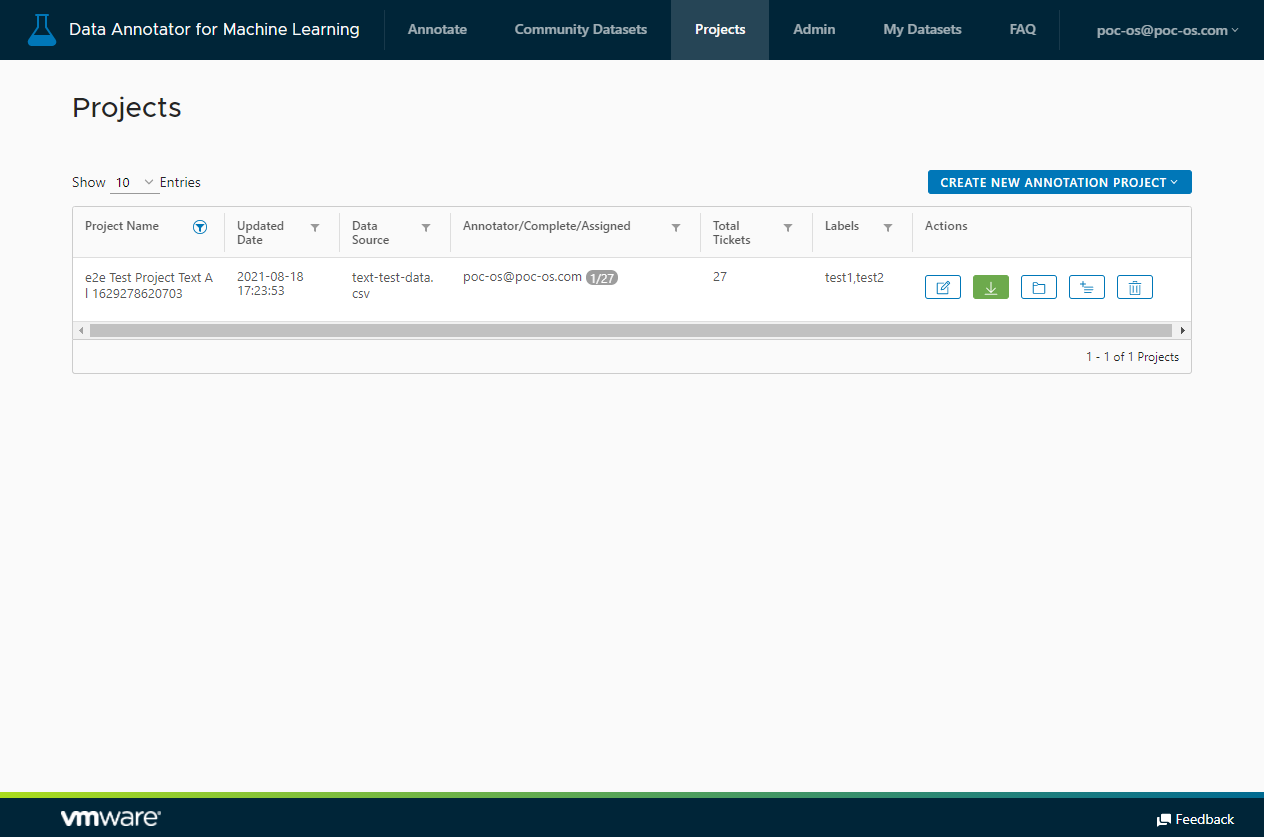 Data Annotator for Machine Learning
Annotate
Community Datasets
Projects
Admin
My Datasets
FAQ
poc-os@poc-os.com
Projects
Show 10 Entries
CREATE NEW ANNOTATION PROJECT
Project Name
Updated
Date
Data
Source
Annotator/Complete/Assigned
Total
Tickets
Labels
Actions
e2e Test Project Text A
l 1629278620703
2021-08-18
17:23:53
text-test-data.
csv
poc-os@poc-os.com 1/27
27
test1,test2
1 - 1 of 1 Projects
vmware
Feedback